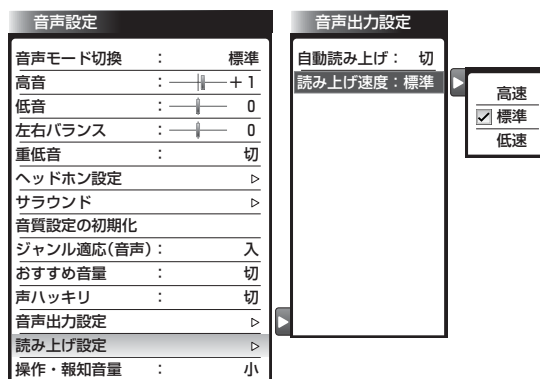 音声設定
音声モード切換 : 標準
高音 : +1
低音 : 0
左右バランス : 0
重低音 : 切
ヘッドホン設定 ▷
サラウンド ▷
音質設定の初期化
ジャンル適応(音声) : 入
おすすめ音量 : 切
声ハッキリ : 切
音声出力設定 ▷
読み上げ設定 ▷
操作・報知音量 : 小
音声出力設定
自動読み上げ : 切
読み上げ速度 : 標準
高速
標準
低速